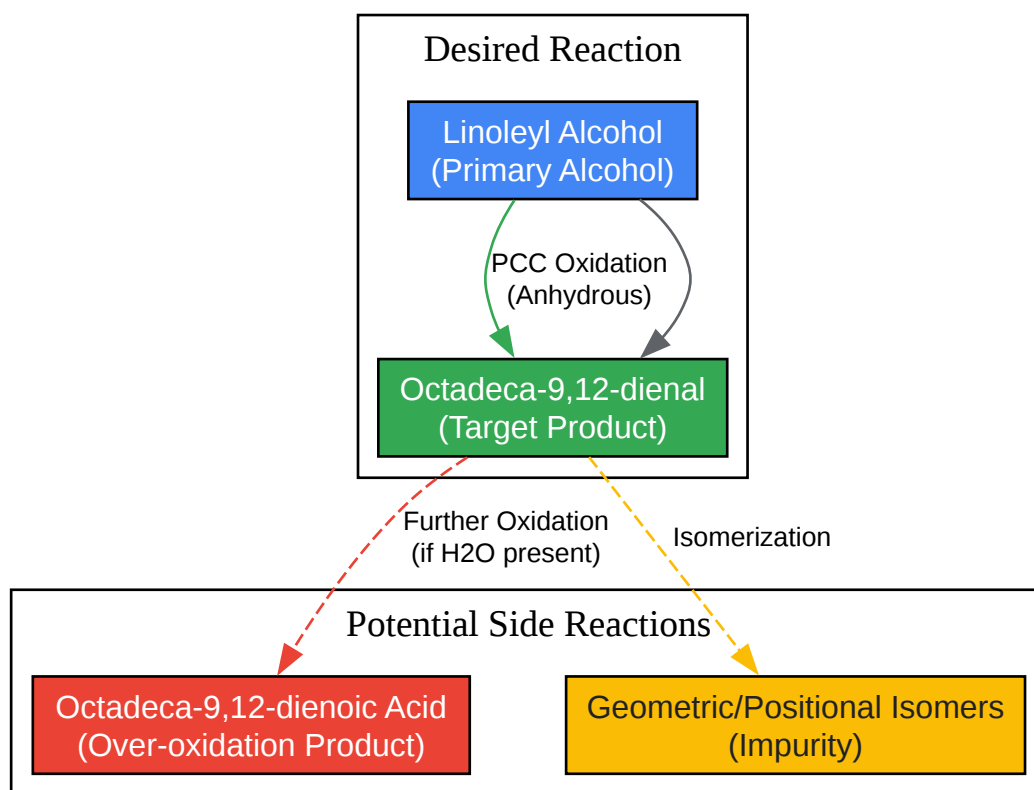 Desired Reaction
Linoleyl Alcohol
(Primary Alcohol)
PCC Oxidation
(Anhydrous)
Octadeca-9,12-dienal
(Target Product)
Further Oxidation
(if H2O present)
Isomerization
Potential Side Reactions
Octadeca-9,12-dienoic Acid
(Over-oxidation Product)
Geometric/Positional Isomers
(Impurity)